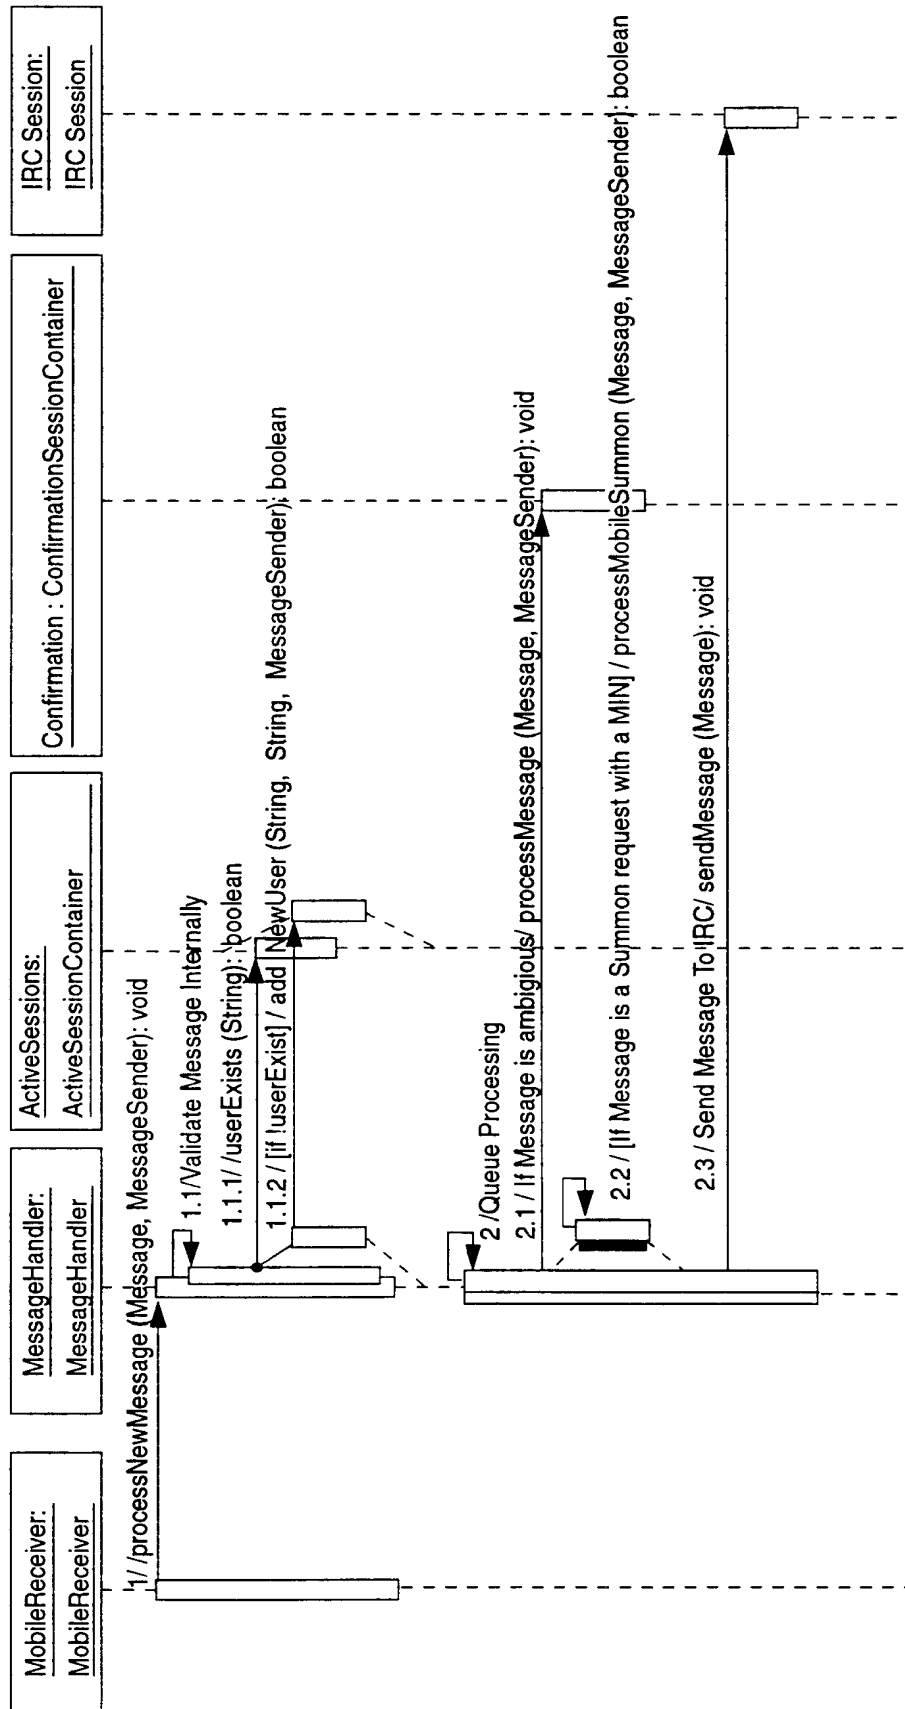 MobileReceiver:
MobileReceiver
MessageHandler:
MessageHandler
ActiveSessions:
ActiveSessionContainer
Confirmation : ConfirmationSessionContainer
IRC Session:
IRC Session
1/ /processNewMessage (Message, MessageSender): void
1.1/Validate Message Internally
1.1.1/ /userExists (String): boolean
1.1.2 / [if !userExist] / add NewUser (String, String, MessageSender): boolean
2 /Queue Processing
2.1 / If Message is ambigious/ processMessage (Message, MessageSender): void
2.2 / [If Message is a Summon request with a MIN] / processMobileSummon (Message, MessageSender): boolean
2.3 / Send Message To IRC/ sendMessage (Message): void